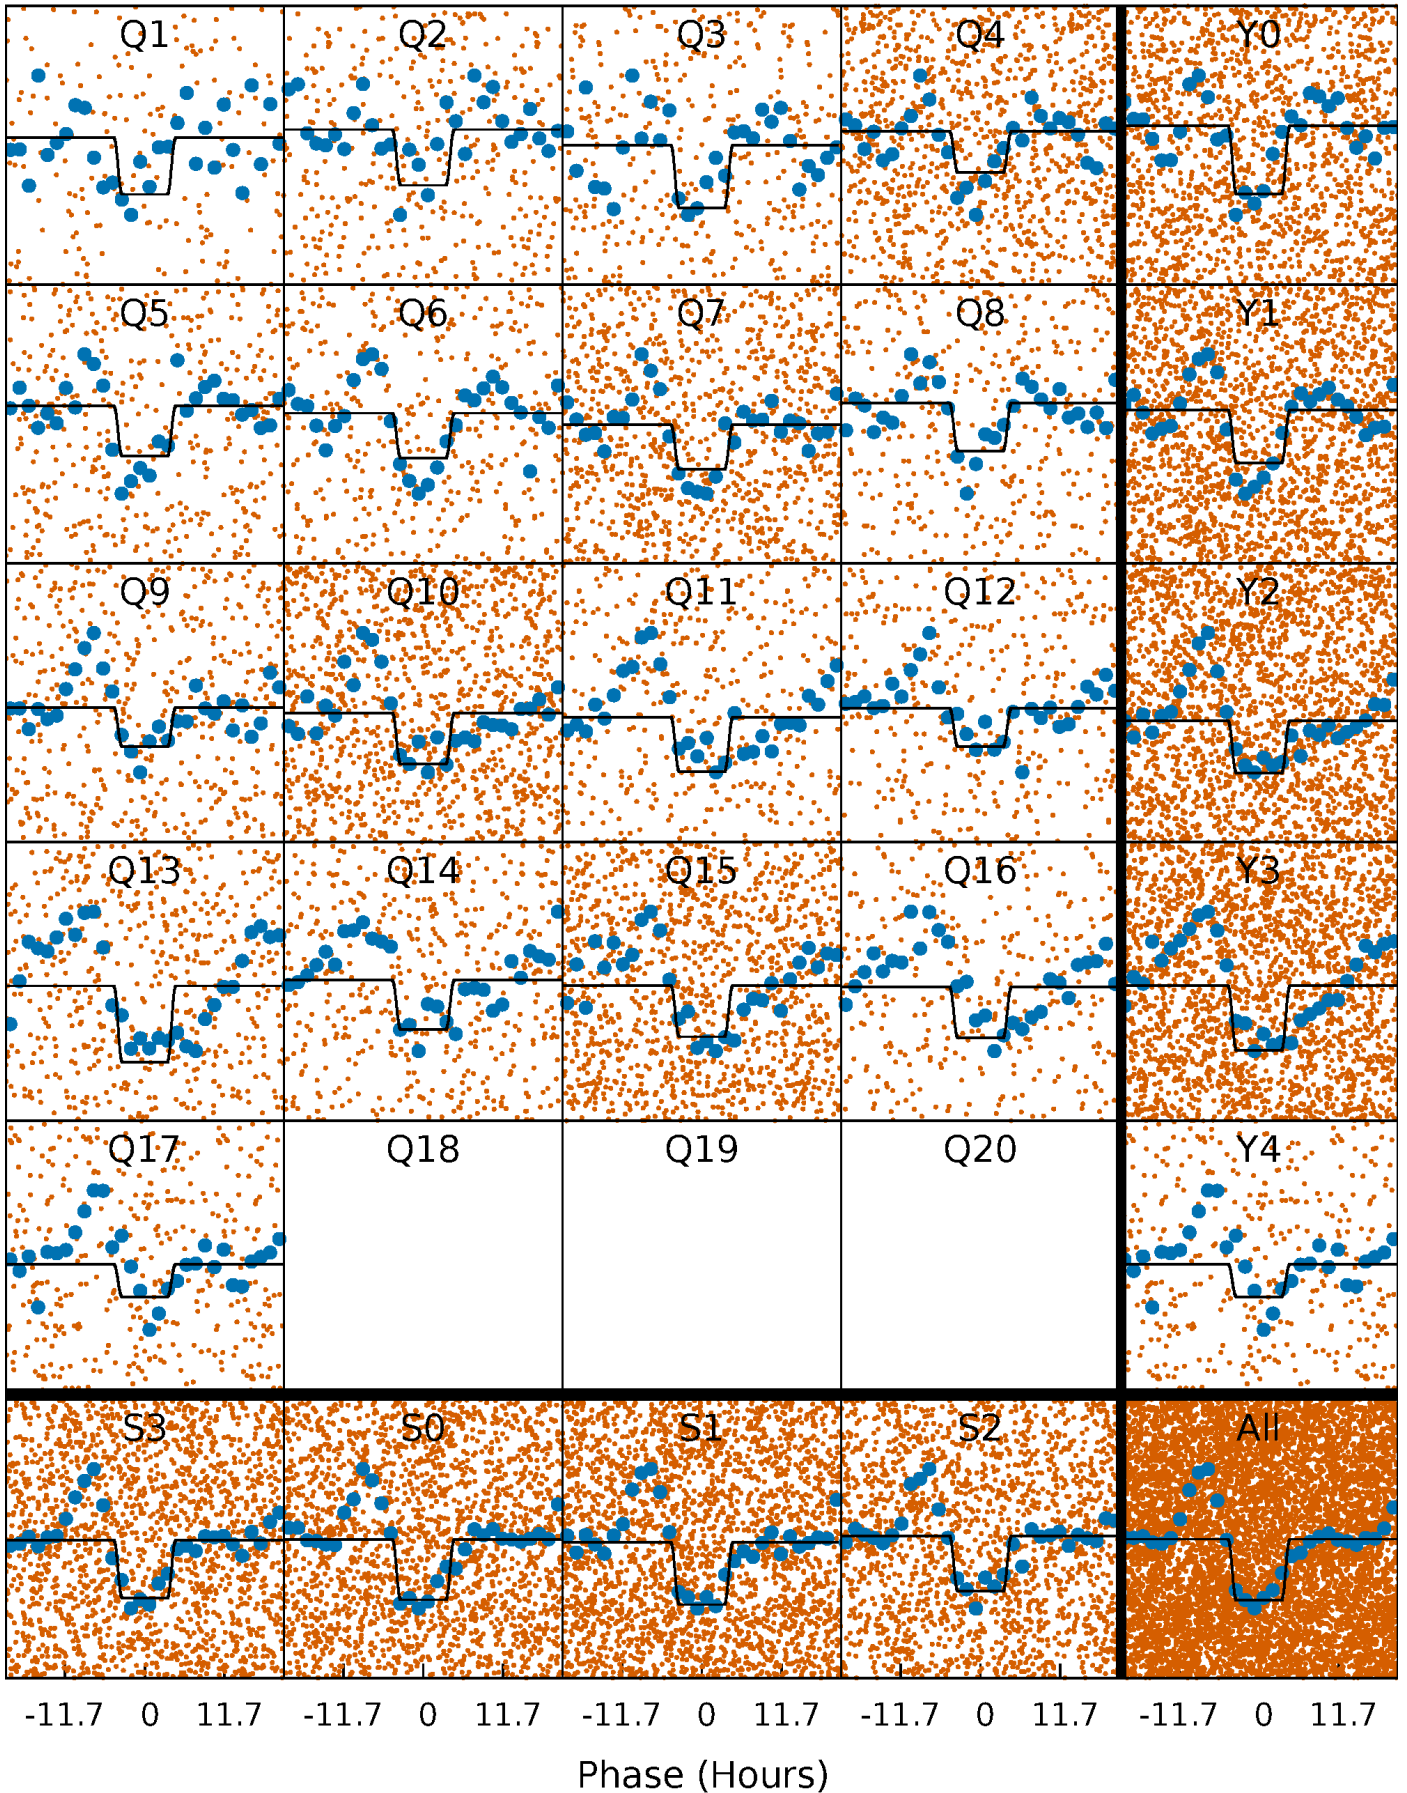 Q1 Q2 Q3 Q4 Y0
Q5 Q6 Q7 Q8 Y1
Q9 Q10 Q11 Q12 Y2
Q13 Q14 Q15 Q16 Y3
Q17 Q18 Q19 Q20 Y4
S3 S0 S1 S2 All
-11.7 0 11.7 -11.7 0 11.7 -11.7 0 11.7 -11.7 0 11.7 -11.7 0 11.7
Phase (Hours)